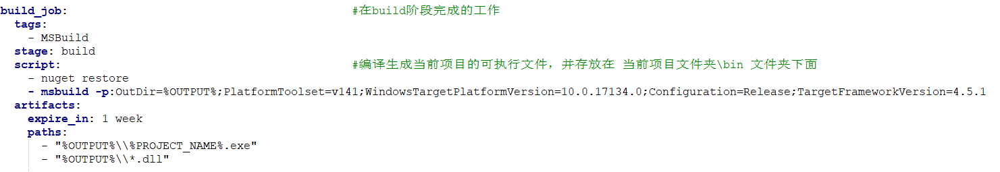 build_job: #在build阶段完成的工作
tags:
- MSBuild
stage: build
script: #编译生成当前项目的可执行文件，并存放在 当前项目文件夹\bin 文件夹下面
- nuget restore
- msbuild -p:OutDir=%OUTPUT%;PlatformToolset=v141;WindowsTargetPlatformVersion=10.0.17134.0;Configuration=Release;TargetFrameworkVersion=4.5.1
artifacts:
expire_in: 1 week
paths:
- "%OUTPUT%\\%PROJECT_NAME%.exe"
- "%OUTPUT%\\*.dll"